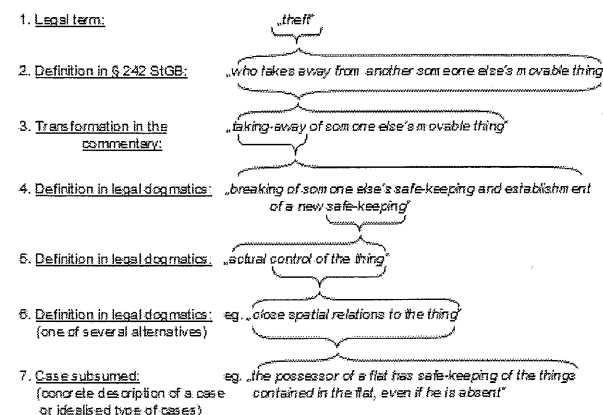 1. Legal term: „theft"
2. Definition in § 242 StGB: „who takes away from another someone else's movable thing
3. Transformation in the „taking-away of somone else's movable thing"
commentary:
4. Definition in legal dogmatics: „breaking of somone else's safe-keeping and establishment
of a new safe-keeping"
5. Definition in legal dogmatics: „actual control of the thing"
6. Definition in legal dogmatics: eg. „close spatial relations to the thing"
(one of several alternatives)
7. Case subsumed: eg. „the possessor of a flat has safe-keeping of the things
(concrete description of a case contained in the flat, even if he is absent"
or idealised type of cases)